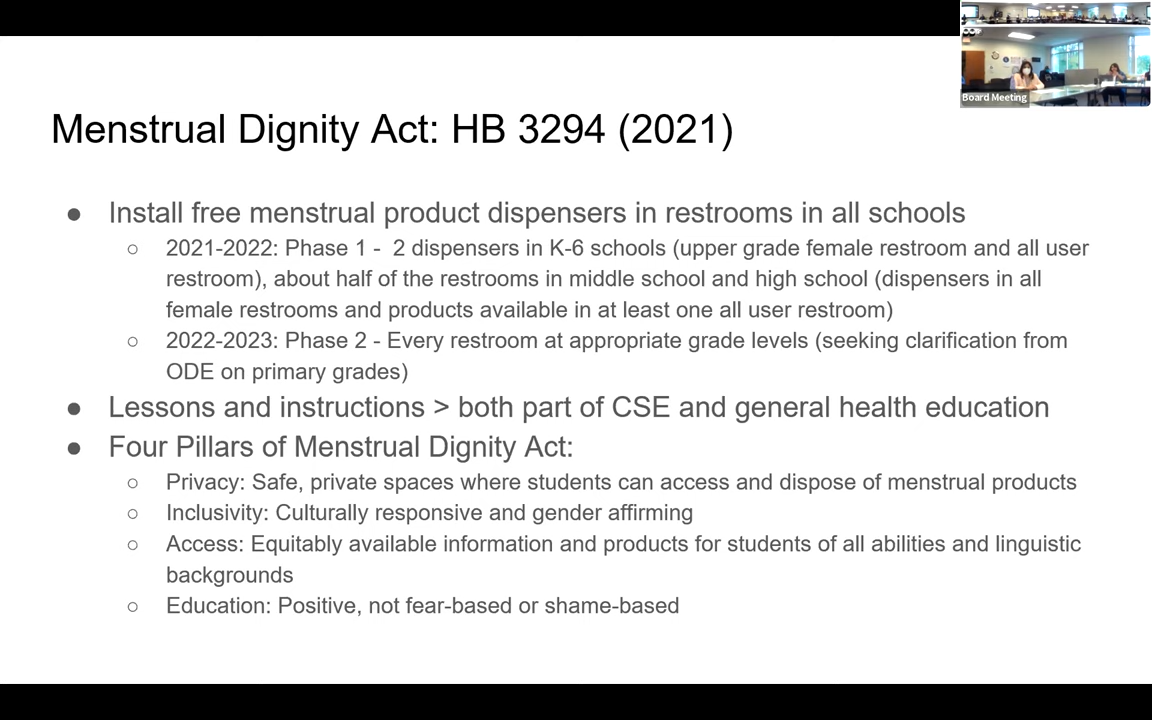 Board Meeting
Menstrual Dignity Act: HB 3294 (2021)
● Install free menstrual product dispensers in restrooms in all schools
○ 2021-2022: Phase 1 -  2 dispensers in K-6 schools (upper grade female restroom and all user
restroom), about half of the restrooms in middle school and high school (dispensers in all
female restrooms and products available in at least one all user restroom)
○ 2022-2023: Phase 2 - Every restroom at appropriate grade levels (seeking clarification from
ODE on primary grades)
● Lessons and instructions > both part of CSE and general health education
● Four Pillars of Menstrual Dignity Act:
○ Privacy: Safe, private spaces where students can access and dispose of menstrual products
○ Inclusivity: Culturally responsive and gender affirming
○ Access: Equitably available information and products for students of all abilities and linguistic
backgrounds
○ Education: Positive, not fear-based or shame-based